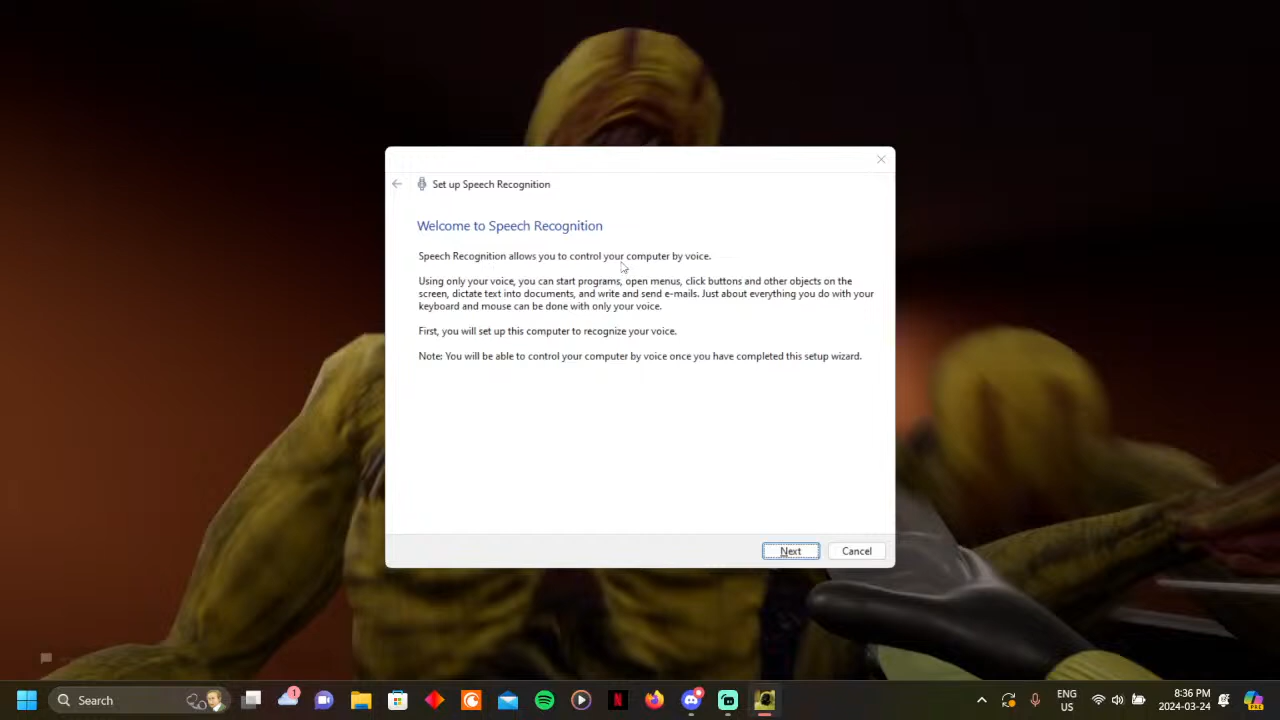 Set up Speech Recognition
Welcome to Speech Recognition
Speech Recognition allows you to control your computer by voice.
Using only your voice, you can start programs, open menus, click buttons and other objects on the
screen, dictate text into documents, and write and send e-mails. Just about everything you do with your
keyboard and mouse can be done with only your voice.
First, you will set up this computer to recognize your voice.
Note: You will be able to control your computer by voice once you have completed this setup wizard.
Next Cancel
Search
1
N
ENG
US
8:36 PM
2024-03-24
PRE